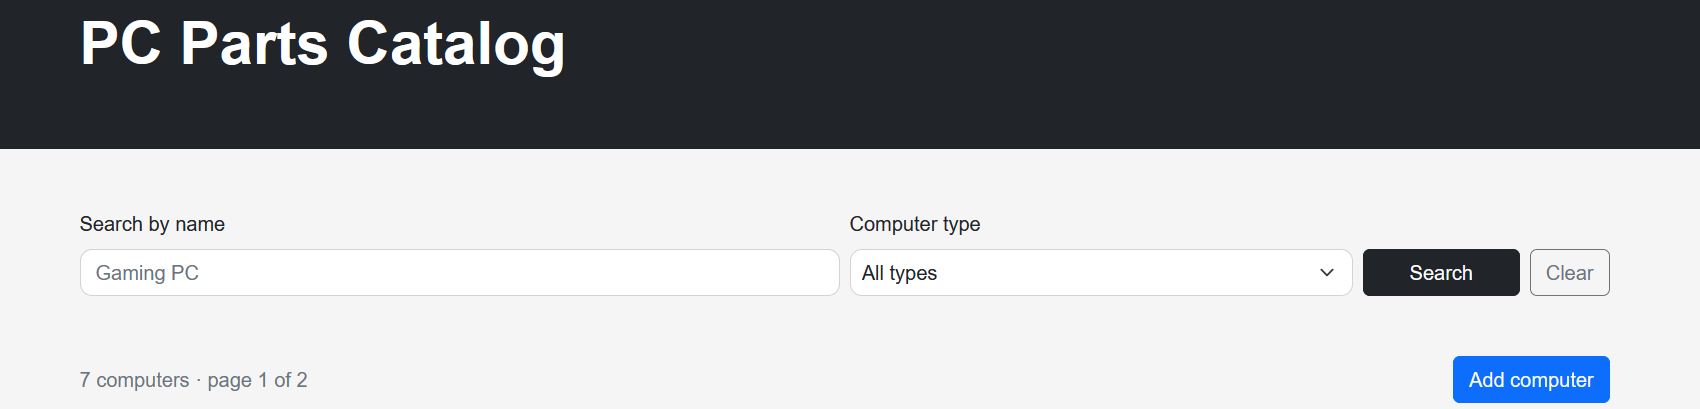 PC Parts Catalog
Search by name
Computer type
Gaming PC
All types
Search
Clear
7 computers · page 1 of 2
Add computer